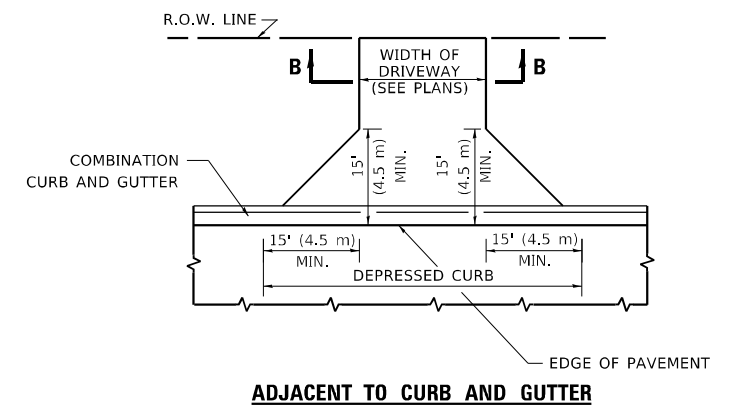 R.O.W. LINE
B
WIDTH OF
DRIVEWAY
(SEE PLANS)
B
COMBINATION
CURB AND GUTTER
15'
(4.5 m)
MIN.
15'
(4.5 m)
MIN.
15' (4.5 m)
MIN.
15' (4.5 m)
MIN.
DEPRESSED CURB
EDGE OF PAVEMENT
ADJACENT TO CURB AND GUTTER